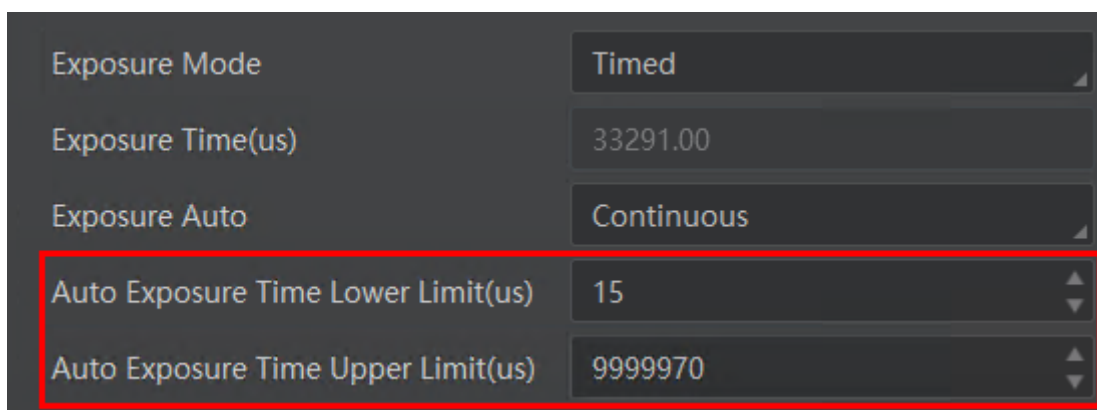 Exposure Mode Timed
Exposure Time(us) 33291.00
Exposure Auto Continuous
Auto Exposure Time Lower Limit(us) 15
Auto Exposure Time Upper Limit(us) 9999970